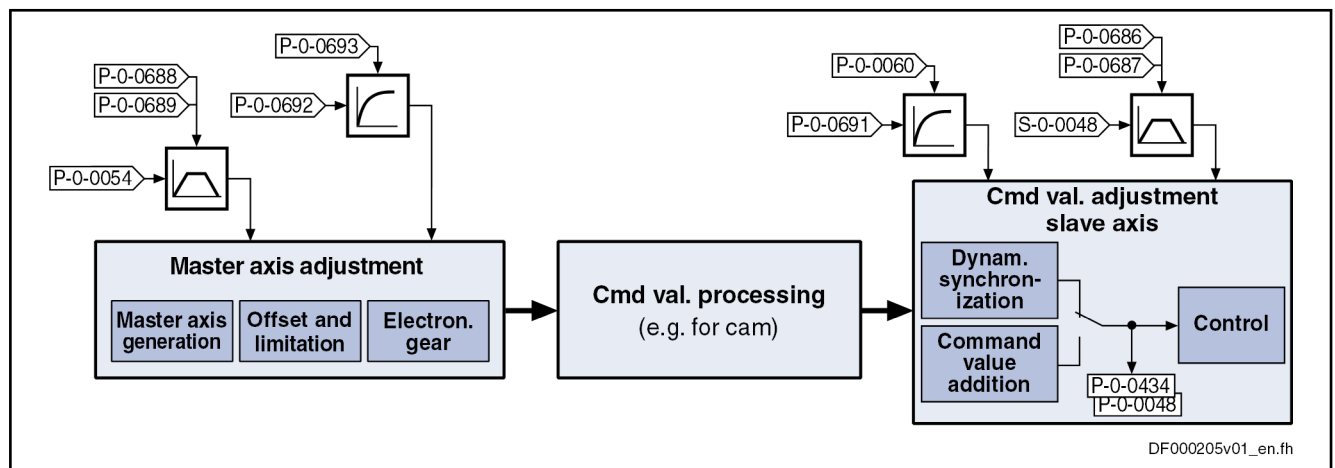 P-0-0693
P-0-0688
P-0-0689
P-0-0692
P-0-0054
P-0-0686
P-0-0687
P-0-0060
P-0-0691
S-0-0048
Master axis adjustment
Master axis
generation
Offset and
limitation
Electron.
gear
Cmd val. processing
(e.g. for cam)
Cmd val. adjustment
slave axis
Dynam.
synchron-
ization
Command
value
addition
Control
P-0-0434
P-0-0048
DF000205v01_en.fh